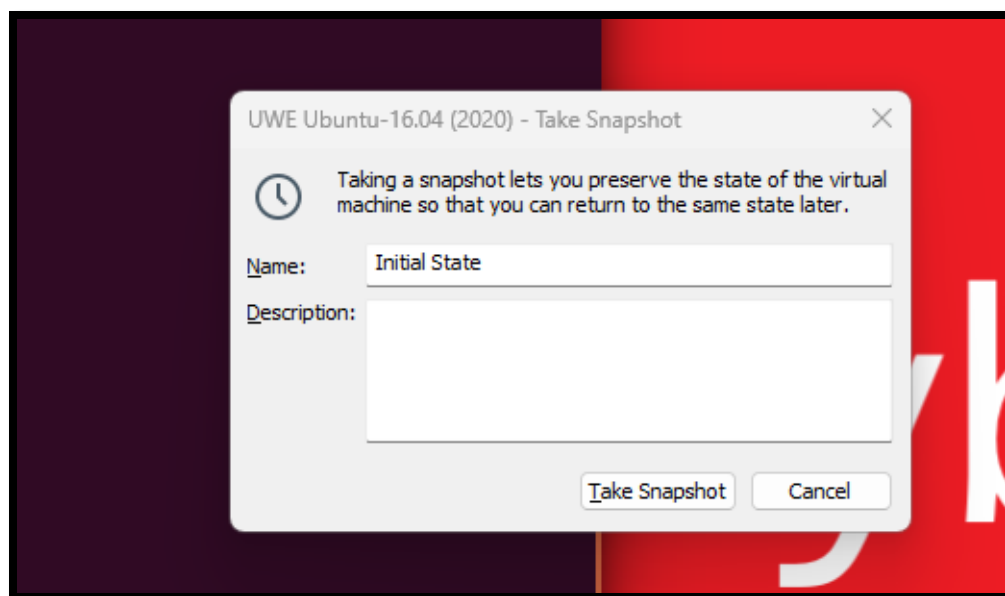 UWE Ubuntu-16.04 (2020) - Take Snapshot
Taking a snapshot lets you preserve the state of the virtual
machine so that you can return to the same state later.
Name: Initial State
Description:
Take Snapshot Cancel
yb